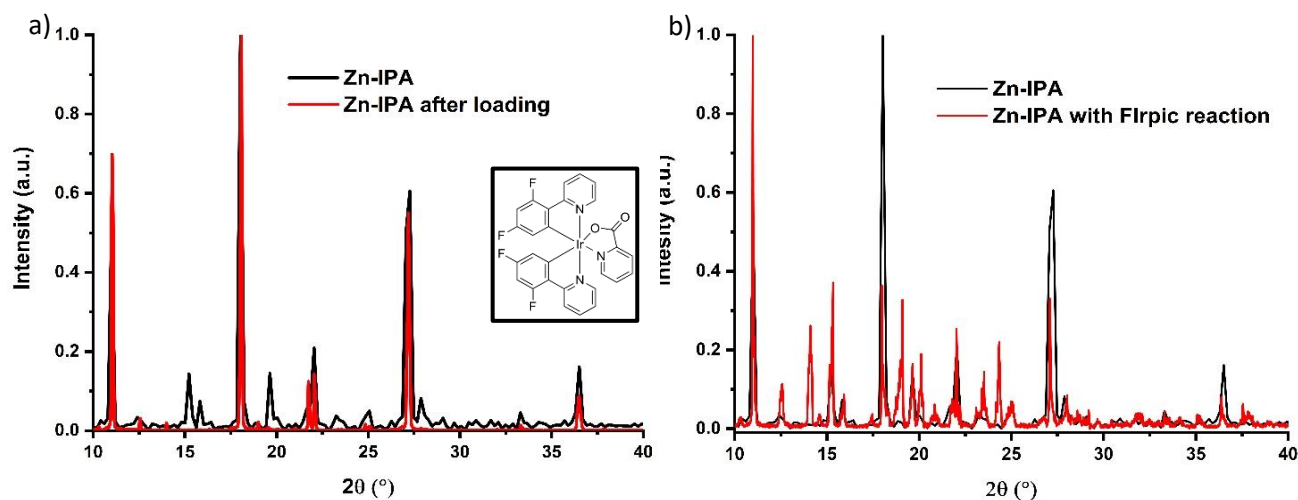 a)
1.0
0.8
0.6
0.4
0.2
0.0
Intensity (a.u.)
Zn-IPA
Zn-IPA after loading
F
F
F
F
N
N
N
Ir
O
O
10 15 20 25 30 35 40
2θ (°)
b)
1.0
0.8
0.6
0.4
0.2
0.0
Intesity (a.u.)
Zn-IPA
Zn-IPA with FIrpic reaction
10 15 20 25 30 35 40
2θ (°)